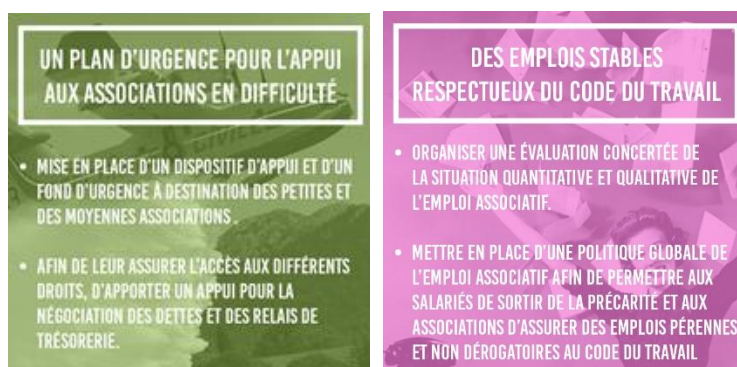 UN PLAN D'URGENCE POUR L'APPUI
AUX ASSOCIATIONS EN DIFFICULTÉ
• MISE EN PLACE D'UN DISPOSITIF D'APPUI ET D'UN
FOND D'URGENCE À DESTINATION DES PETITES ET
DES MOYENNES ASSOCIATIONS .
• AFIN DE LEUR ASSURER L'ACCÈS AUX DIFFÉRENTS
DROITS, D'APPORTER UN APPUI POUR LA
NÉGOCIATION DES DETTES ET DES RELAIS DE
TRÉSORERIE.
DES EMPLOIS STABLES
RESPECTUEUX DU CODE DU TRAVAIL
• ORGANISER UNE ÉVALUATION CONCERTÉE DE
LA SITUATION QUANTITATIVE ET QUALITATIVE DE
L'EMPLOI ASSOCIATIF.
• METTRE EN PLACE D'UNE POLITIQUE GLOBALE DE
L'EMPLOI ASSOCIATIF AFIN DE PERMETTRE AUX
SALARIÉS DE SORTIR DE LA PRÉCARITÉ ET AUX
ASSOCIATIONS D'ASSURER DES EMPLOIS PÉRENNES
ET NON DÉROGATOIRES AU CODE DU TRAVAIL